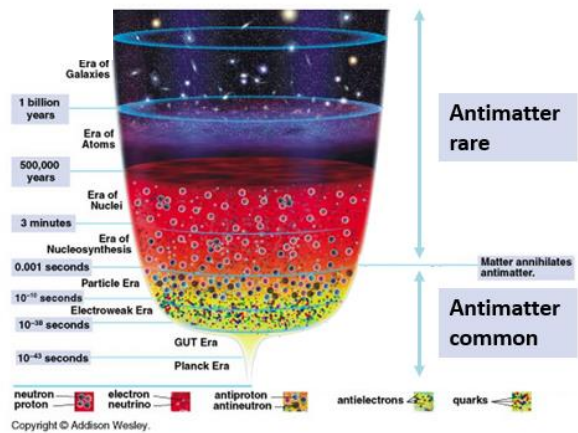 Era of
Galaxies
1 billion
years
Era of
Atoms
500,000
years
Era of
Nuclei
3 minutes
Era of
Nucleosynthesis
0.001 seconds
Particle Era
10⁻¹⁰ seconds
Electroweak Era
10⁻³⁸ seconds
GUT Era
10⁻⁴³ seconds
Planck Era
Antimatter
rare
Matter annihilates
antimatter.
Antimatter
common
neutron
proton
electron
neutrino
antiproton
antineutron
antielectrons
quarks
Copyright © Addison Wesley.